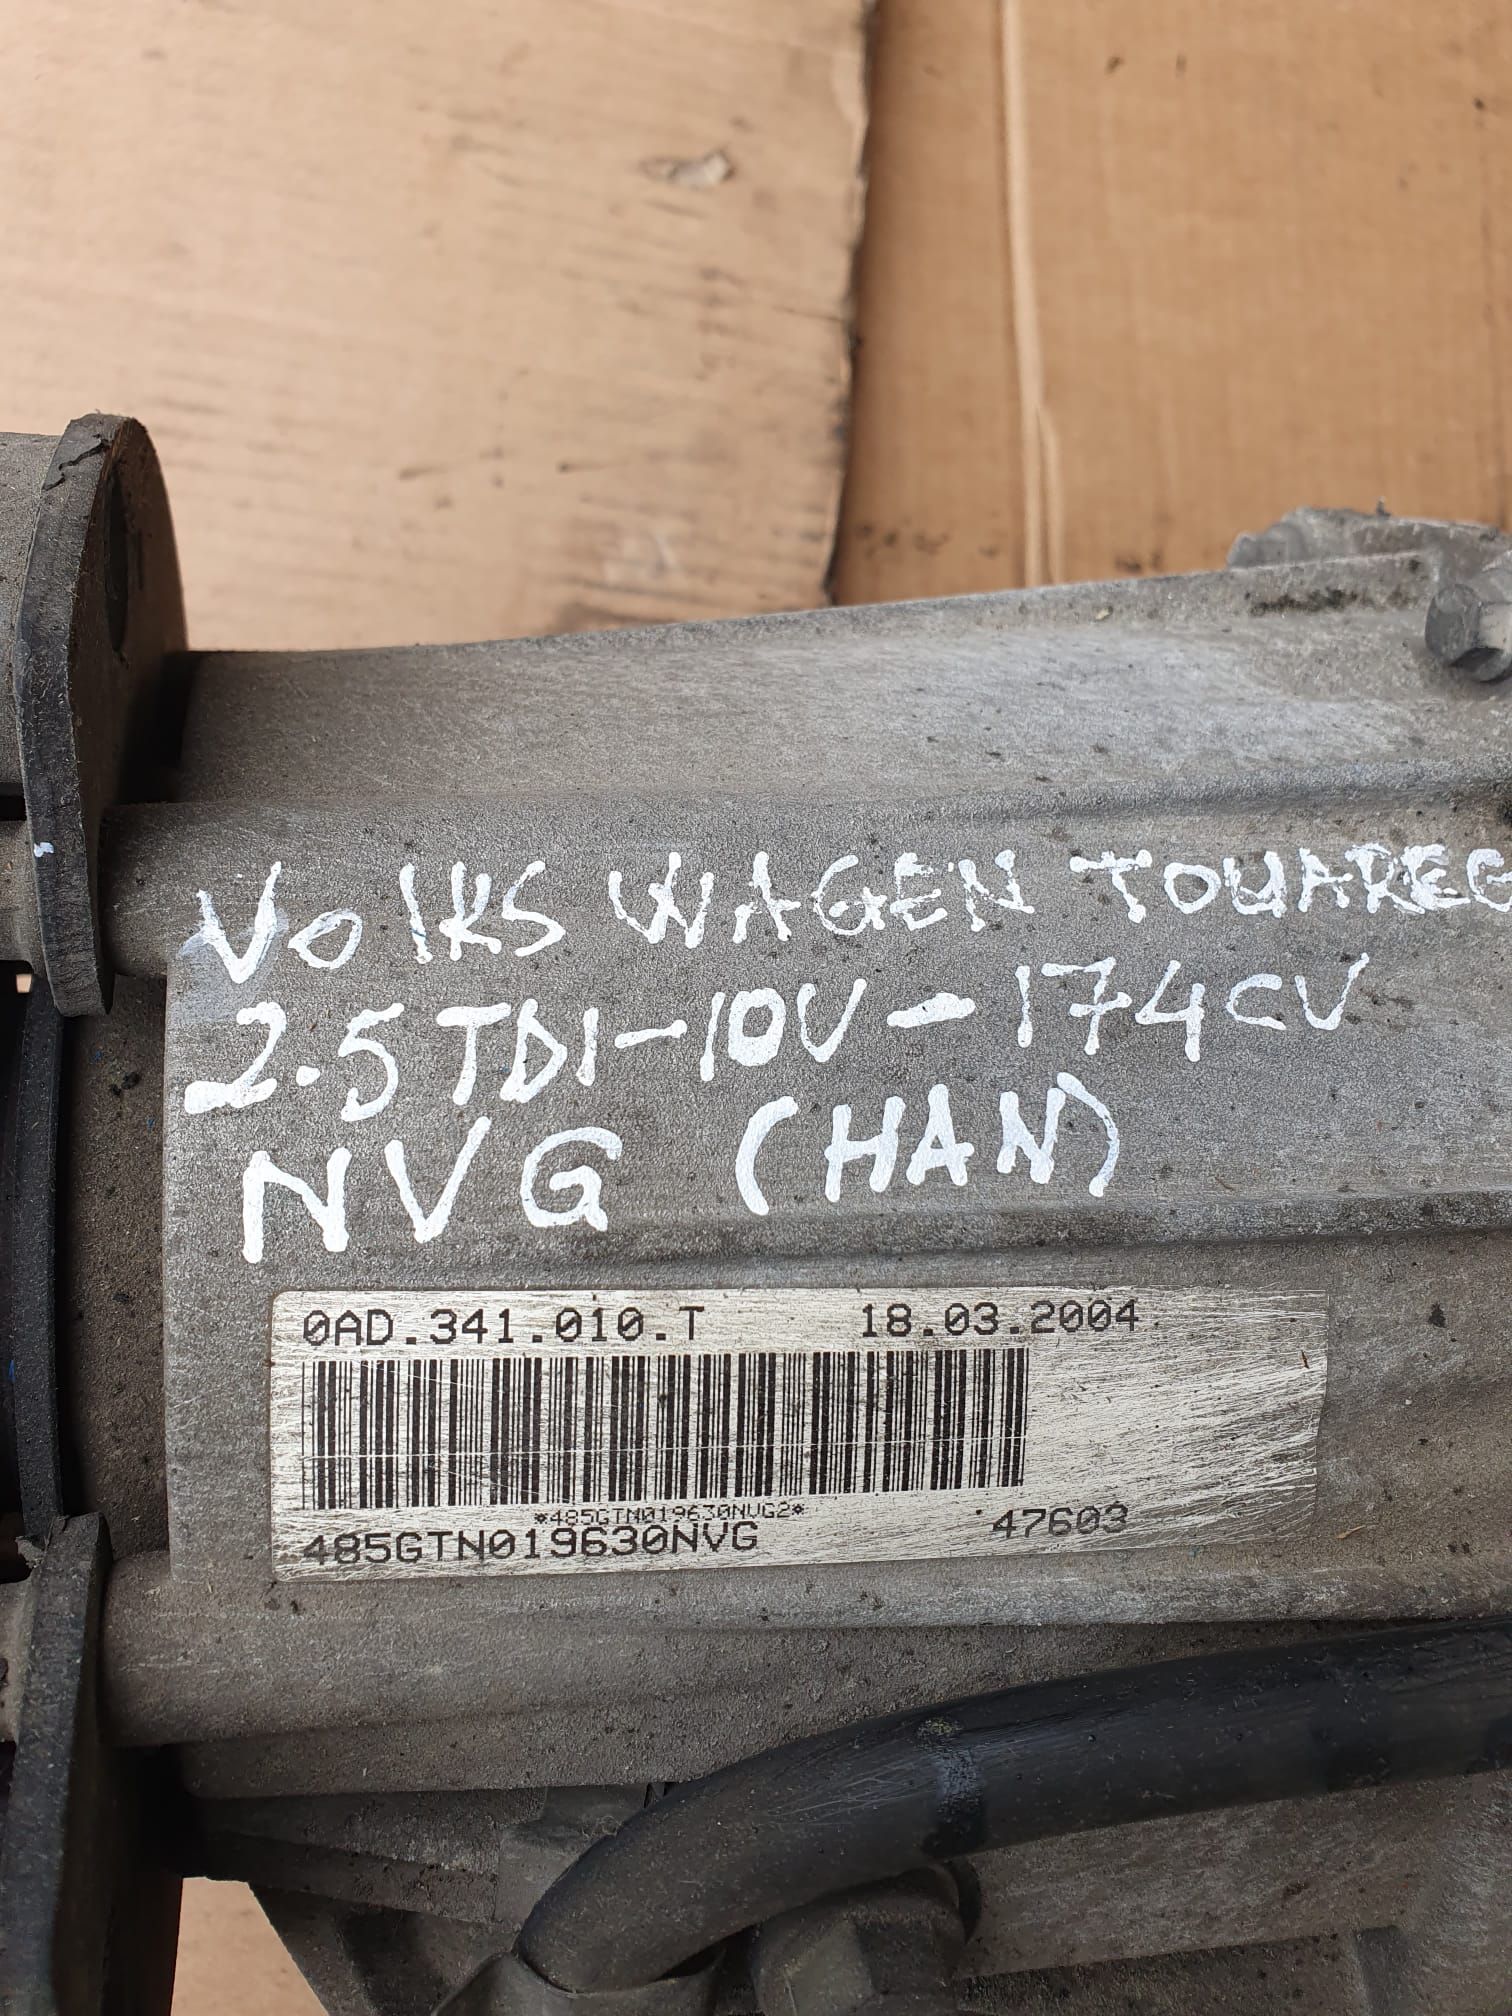 VOlKS WAGEN TOUAREG
2.5 TDI-10V-174CV
NVG (HAN)
0AD.341.010.T 18.03.2004
*485GTN019630NVG2*
485GTN019630NVG 47603